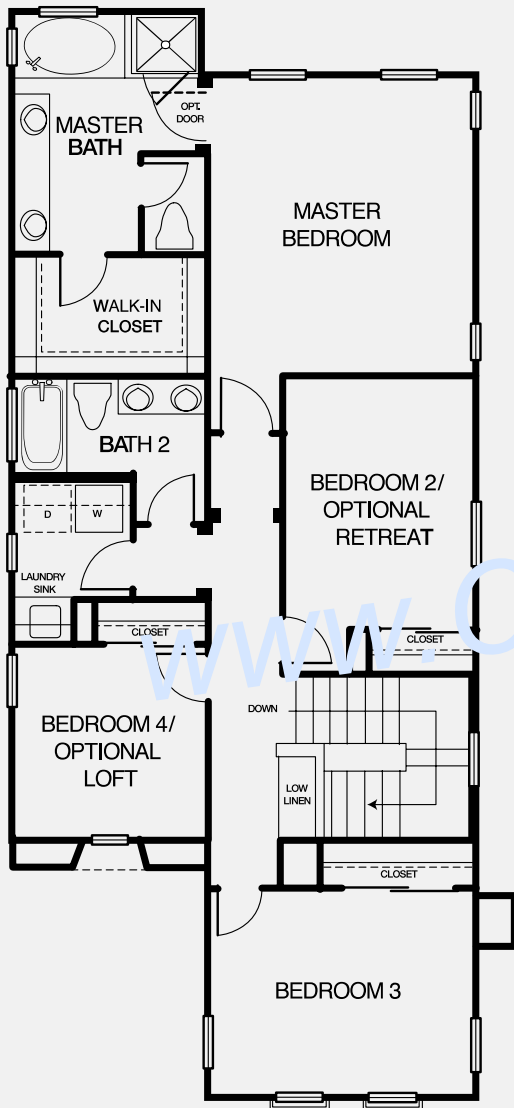 OPT.
DOOR
MASTER
BATH
MASTER
BEDROOM
WALK-IN
CLOSET
BATH 2
BEDROOM 2/
OPTIONAL
RETREAT
D
W
LAUNDRY
SINK
CLOSET
CLOSET
www.
BEDROOM 4/
OPTIONAL
LOFT
DOWN
LOW
LINEN
CLOSET
BEDROOM 3